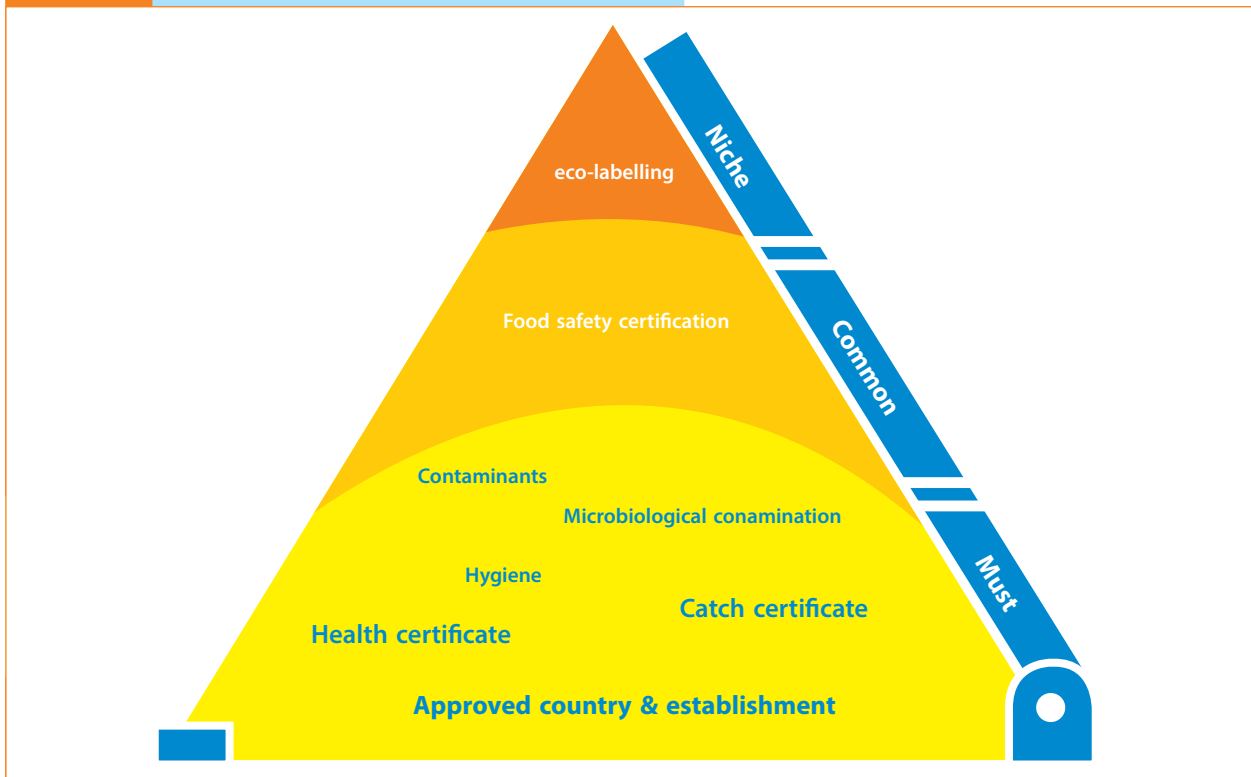 Niche
eco-labelling
Food safety certification
Common
Contaminants
Microbiological conamination
Hygiene
Must
Catch certificate
Health certificate
Approved country & establishment